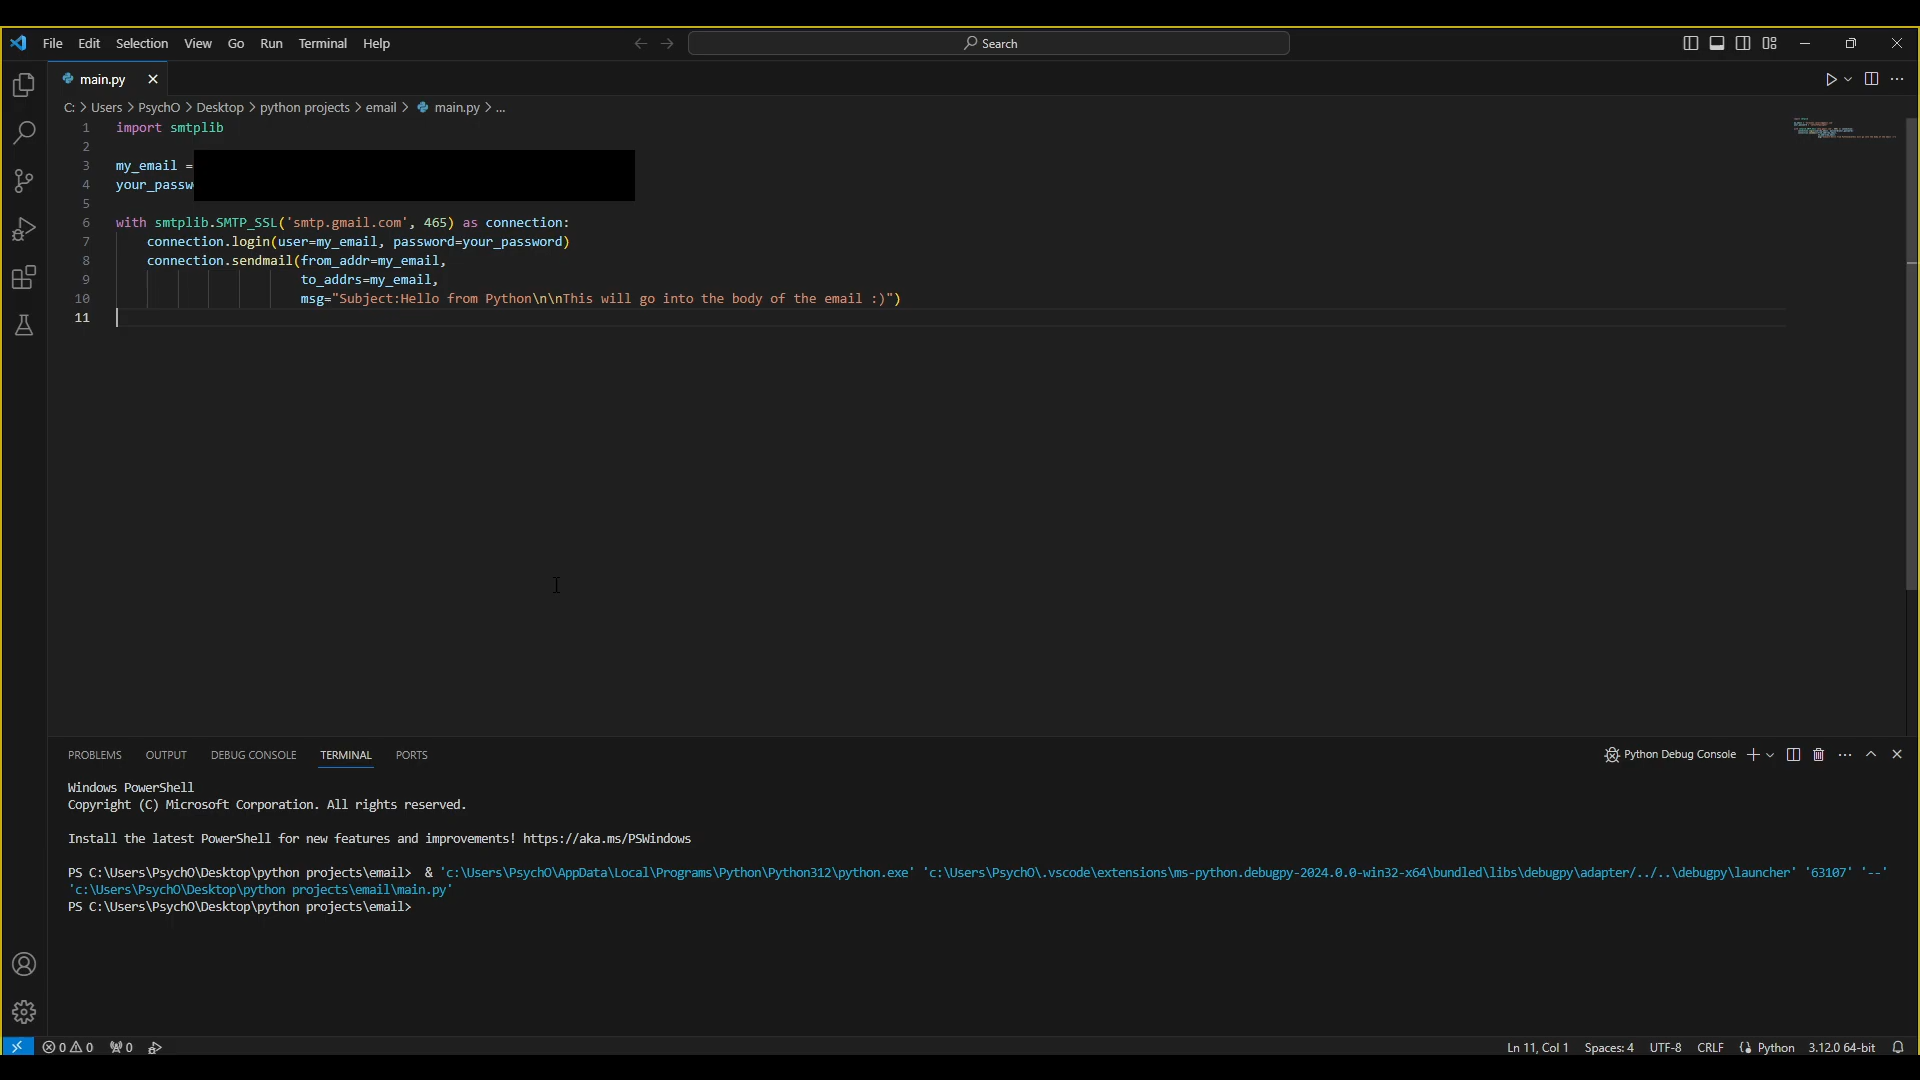 File Edit Selection View Go Run Terminal Help
Search
main.py
C: > Users > PsychO > Desktop > python projects > email > main.py > ...
1 import smtplib
2
3 my_email =
4 your_passw
5
6 with smtplib.SMTP_SSL('smtp.gmail.com', 465) as connection:
7 connection.login(user=my_email, password=your_password)
8 connection.sendmail(from_addr=my_email,
9 to_addrs=my_email,
10 msg="Subject:Hello from Python\n\nThis will go into the body of the email :)")
11
PROBLEMS OUTPUT DEBUG CONSOLE TERMINAL PORTS
Python Debug Console
Windows PowerShell
Copyright (C) Microsoft Corporation. All rights reserved.
Install the latest PowerShell for new features and improvements! https://aka.ms/PSWindows
PS C:\Users\PsychO\Desktop\python projects\email> & 'c:\Users\PsychO\AppData\Local\Programs\Python\Python312\python.exe' 'c:\Users\PsychO\.vscode\extensions\ms-python.debugpy-2024.0.0-win32-x64\bundled\libs\debugpy\adapter/../..\debugpy\launcher' '63107' '--'
'c:\Users\PsychO\Desktop\python projects\email\main.py'
PS C:\Users\PsychO\Desktop\python projects\email>
0 0 0
Ln 11, Col 1 Spaces: 4 UTF-8 CRLF Python 3.12.0 64-bit